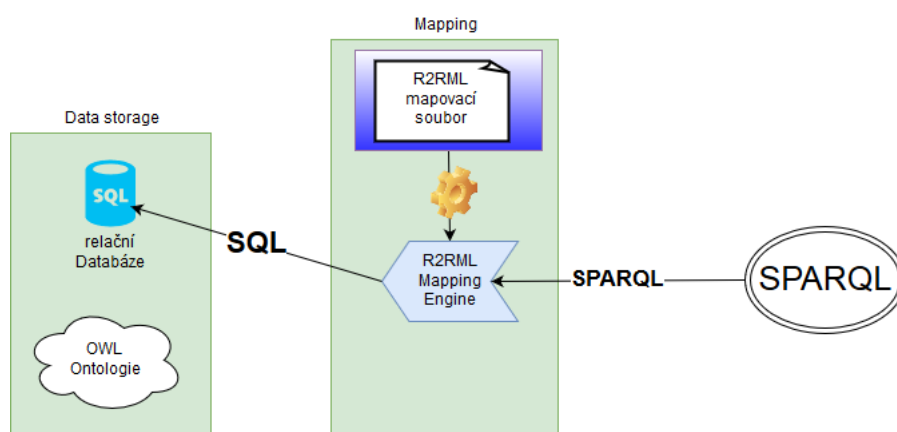 Mapping
R2RML
mapovací
soubor
Data storage
SQL
relační
Databáze
SQL
R2RML
Mapping
Engine
SPARQL
SPARQL
OWL
Ontologie